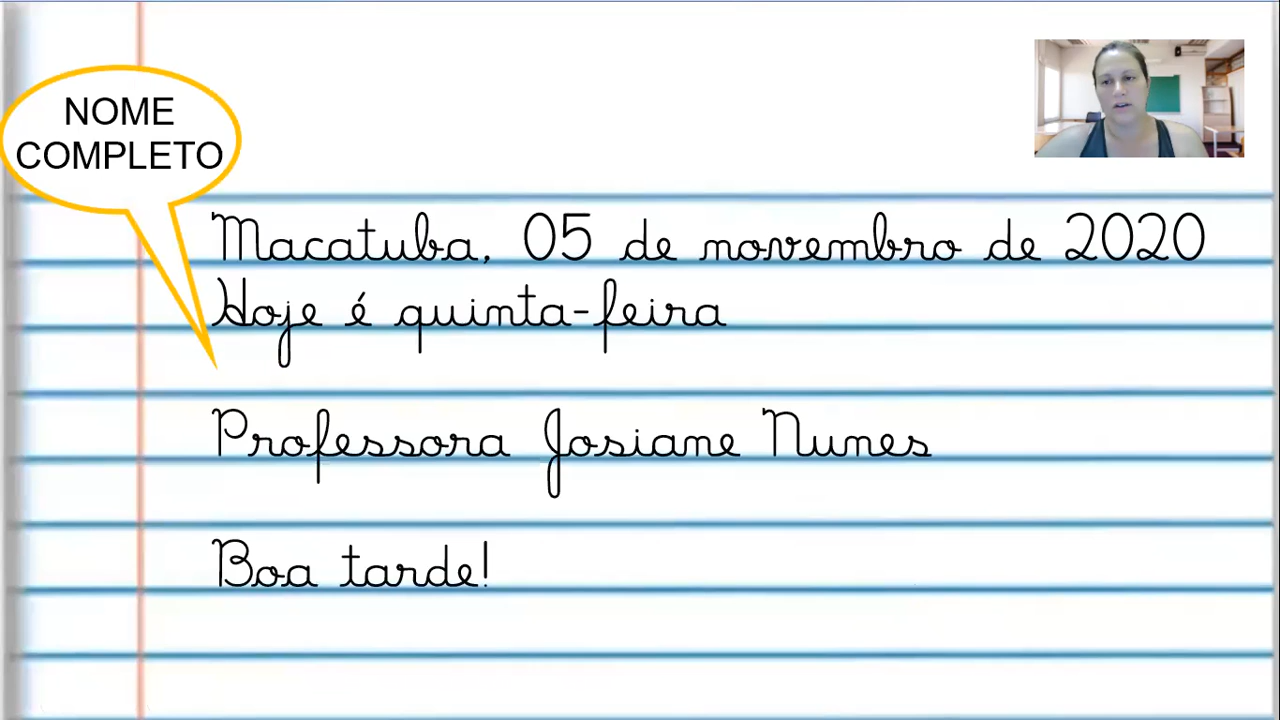 NOME
COMPLETO
Macatuba, 05 de novembro de 2020
Hoje é quinta-feira
Professora Josiane Nunes
Boa tarde!